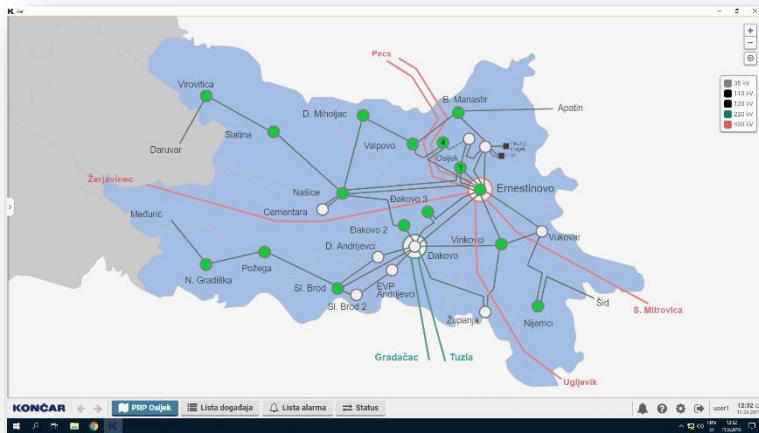 Pecs
Virovitica
D. Miholjac
B. Manastir
Apatin
Slatina
Daruvar
Valpovo
4
Osijek
1
Žerjavinec
Našice
Ernestinovo
Cementara
Đakovo 3
Međurić
Đakovo 2
D. Andrijevci
Vinkovci
Vukovar
Đakovo
N. Gradiška
Požega
Sl. Brod
EVP
Andrijevci
Sl. Brod 2
Županja
Nijemci
Šid
S. Mitrovica
Gradačac
Tuzla
Ugljevik
35 kV
110 kV
120 kV
220 kV
400 kV
KONČAR
PRP Osijek
Lista događaja
Lista alarma
Status
user1
12:32